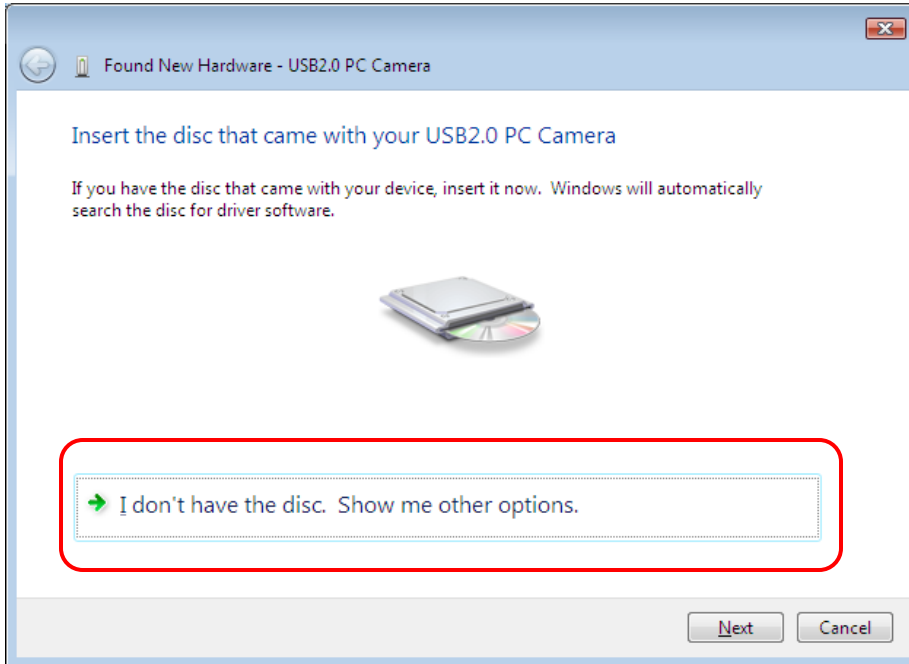 Found New Hardware - USB2.0 PC Camera
Insert the disc that came with your USB2.0 PC Camera
If you have the disc that came with your device, insert it now.  Windows will automatically
search the disc for driver software.
I don't have the disc.  Show me other options.
Next
Cancel